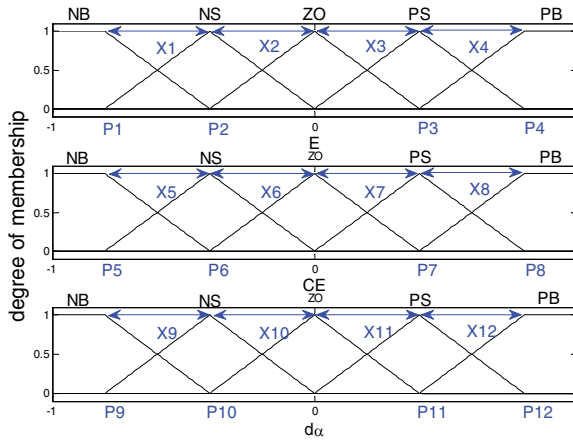 NB NS ZO PS PB
1 X1 X2 X3 X4
0.5
0
-1 P1 P2 0 P3 P4
E
NB NS ZO PS PB
1 X5 X6 X7 X8
0.5
0
-1 P5 P6 0 P7 P8
CE
NB NS ZO PS PB
1 X9 X10 X11 X12
0.5
0
-1 P9 P10 0 P11 P12
dα
degree of membership